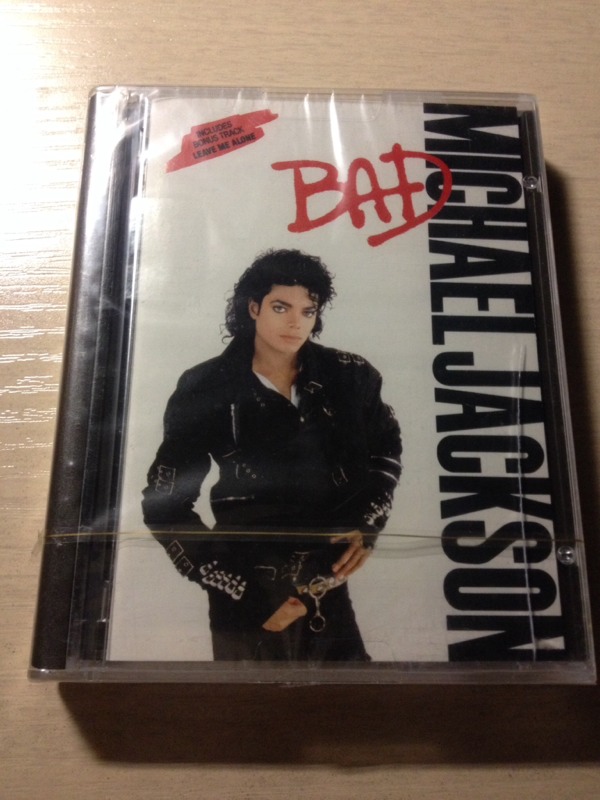 INCLUDES
BONUS TRACK
LEAVE ME ALONE
BAD
MICHAEL JACKSON